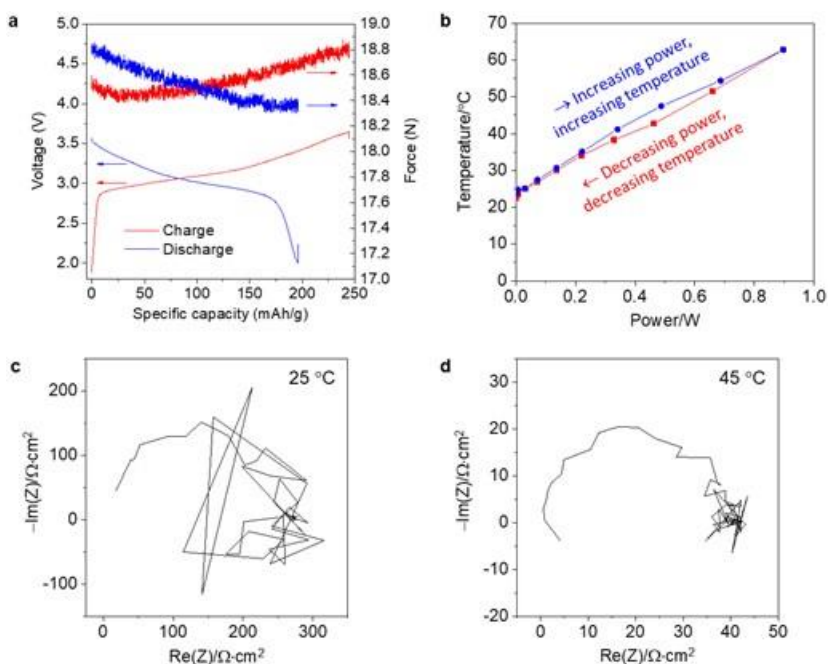 a
5.0
4.5
4.0
3.5
3.0
2.5
2.0
Voltage (V)
19.0
18.8
18.6
18.4
18.2
18.0
17.8
17.6
17.4
17.2
17.0
Force (N)
Charge
Discharge
0 50 100 150 200 250
Specific capacity (mAh/g)
b
70
60
50
40
30
20
10
0
Temperature/°C
→ Increasing power,
increasing temperature
← Decreasing power,
decreasing temperature
0.0 0.2 0.4 0.6 0.8 1.0
Power/W
c
25 °C
200
100
0
-100
−Im(Z)/Ω·cm²
0 100 200 300
Re(Z)/Ω·cm²
d
45 °C
30
20
10
0
-10
-20
−Im(Z)/Ω·cm²
0 10 20 30 40 50
Re(Z)/Ω·cm²